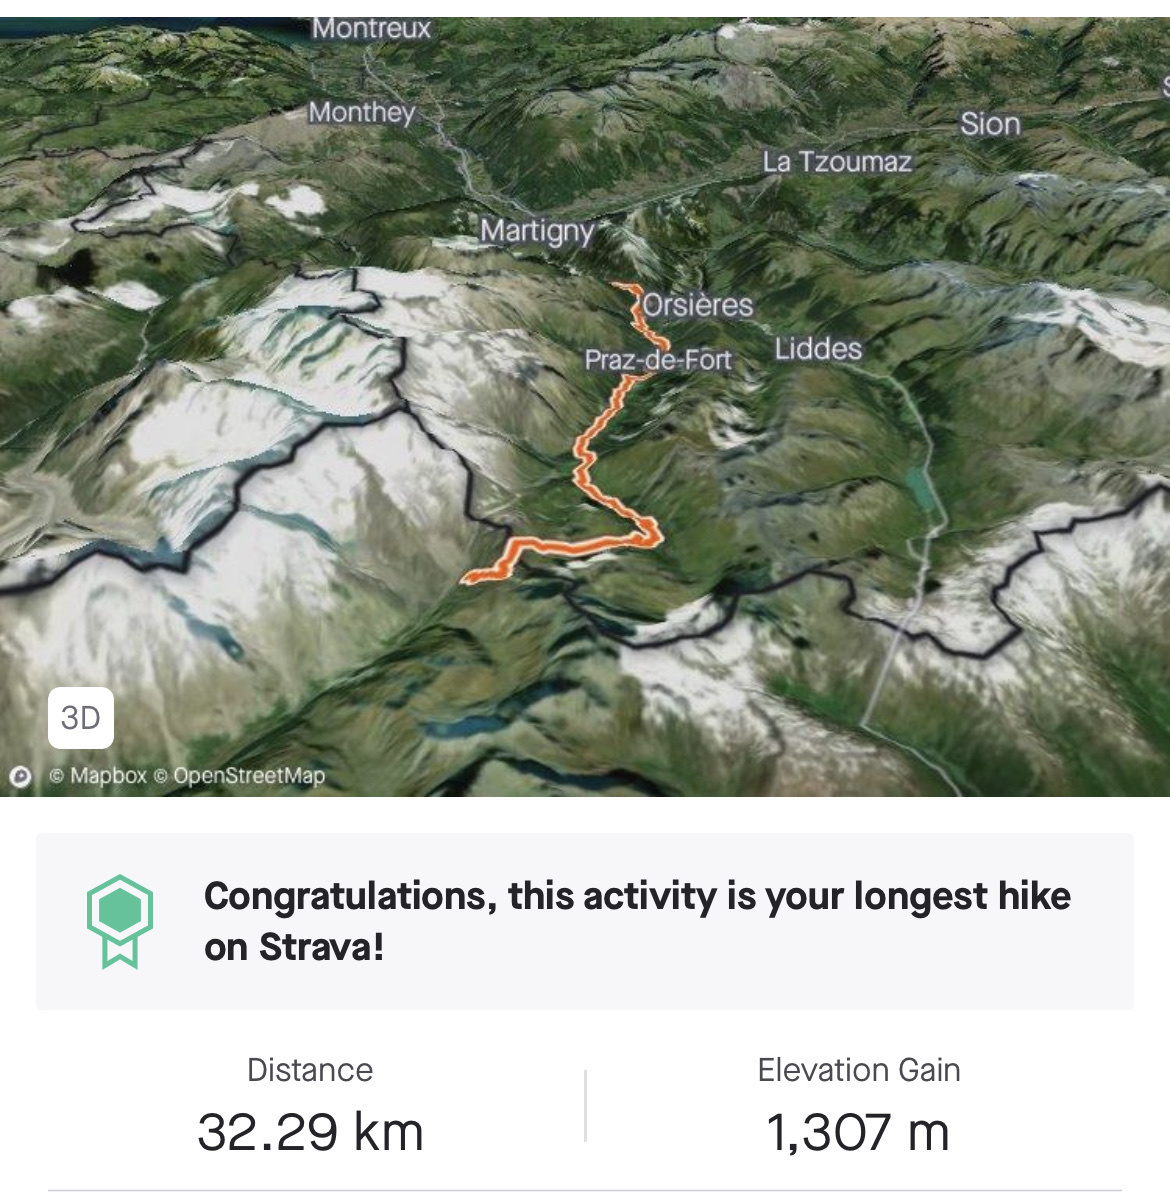 Montreux
Monthey
Sion
La Tzoumaz
Martigny
Orsières
Liddes
Praz-de-Fort
3D
© Mapbox © OpenStreetMap
Congratulations, this activity is your longest hike
on Strava!
Distance
Elevation Gain
32.29 km
1,307 m